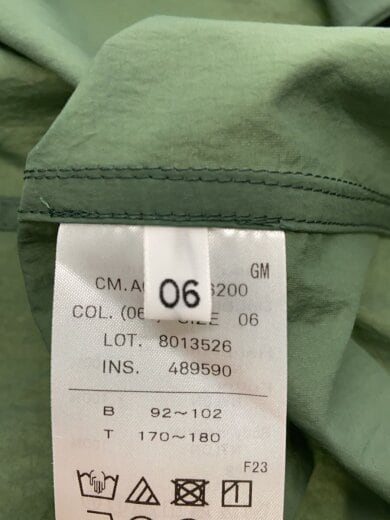 GM
CM.A 6200
06
COL. (06 ) SIZE 06
LOT. 8013526
INS. 489590
B 92～102
T 170～180
F23